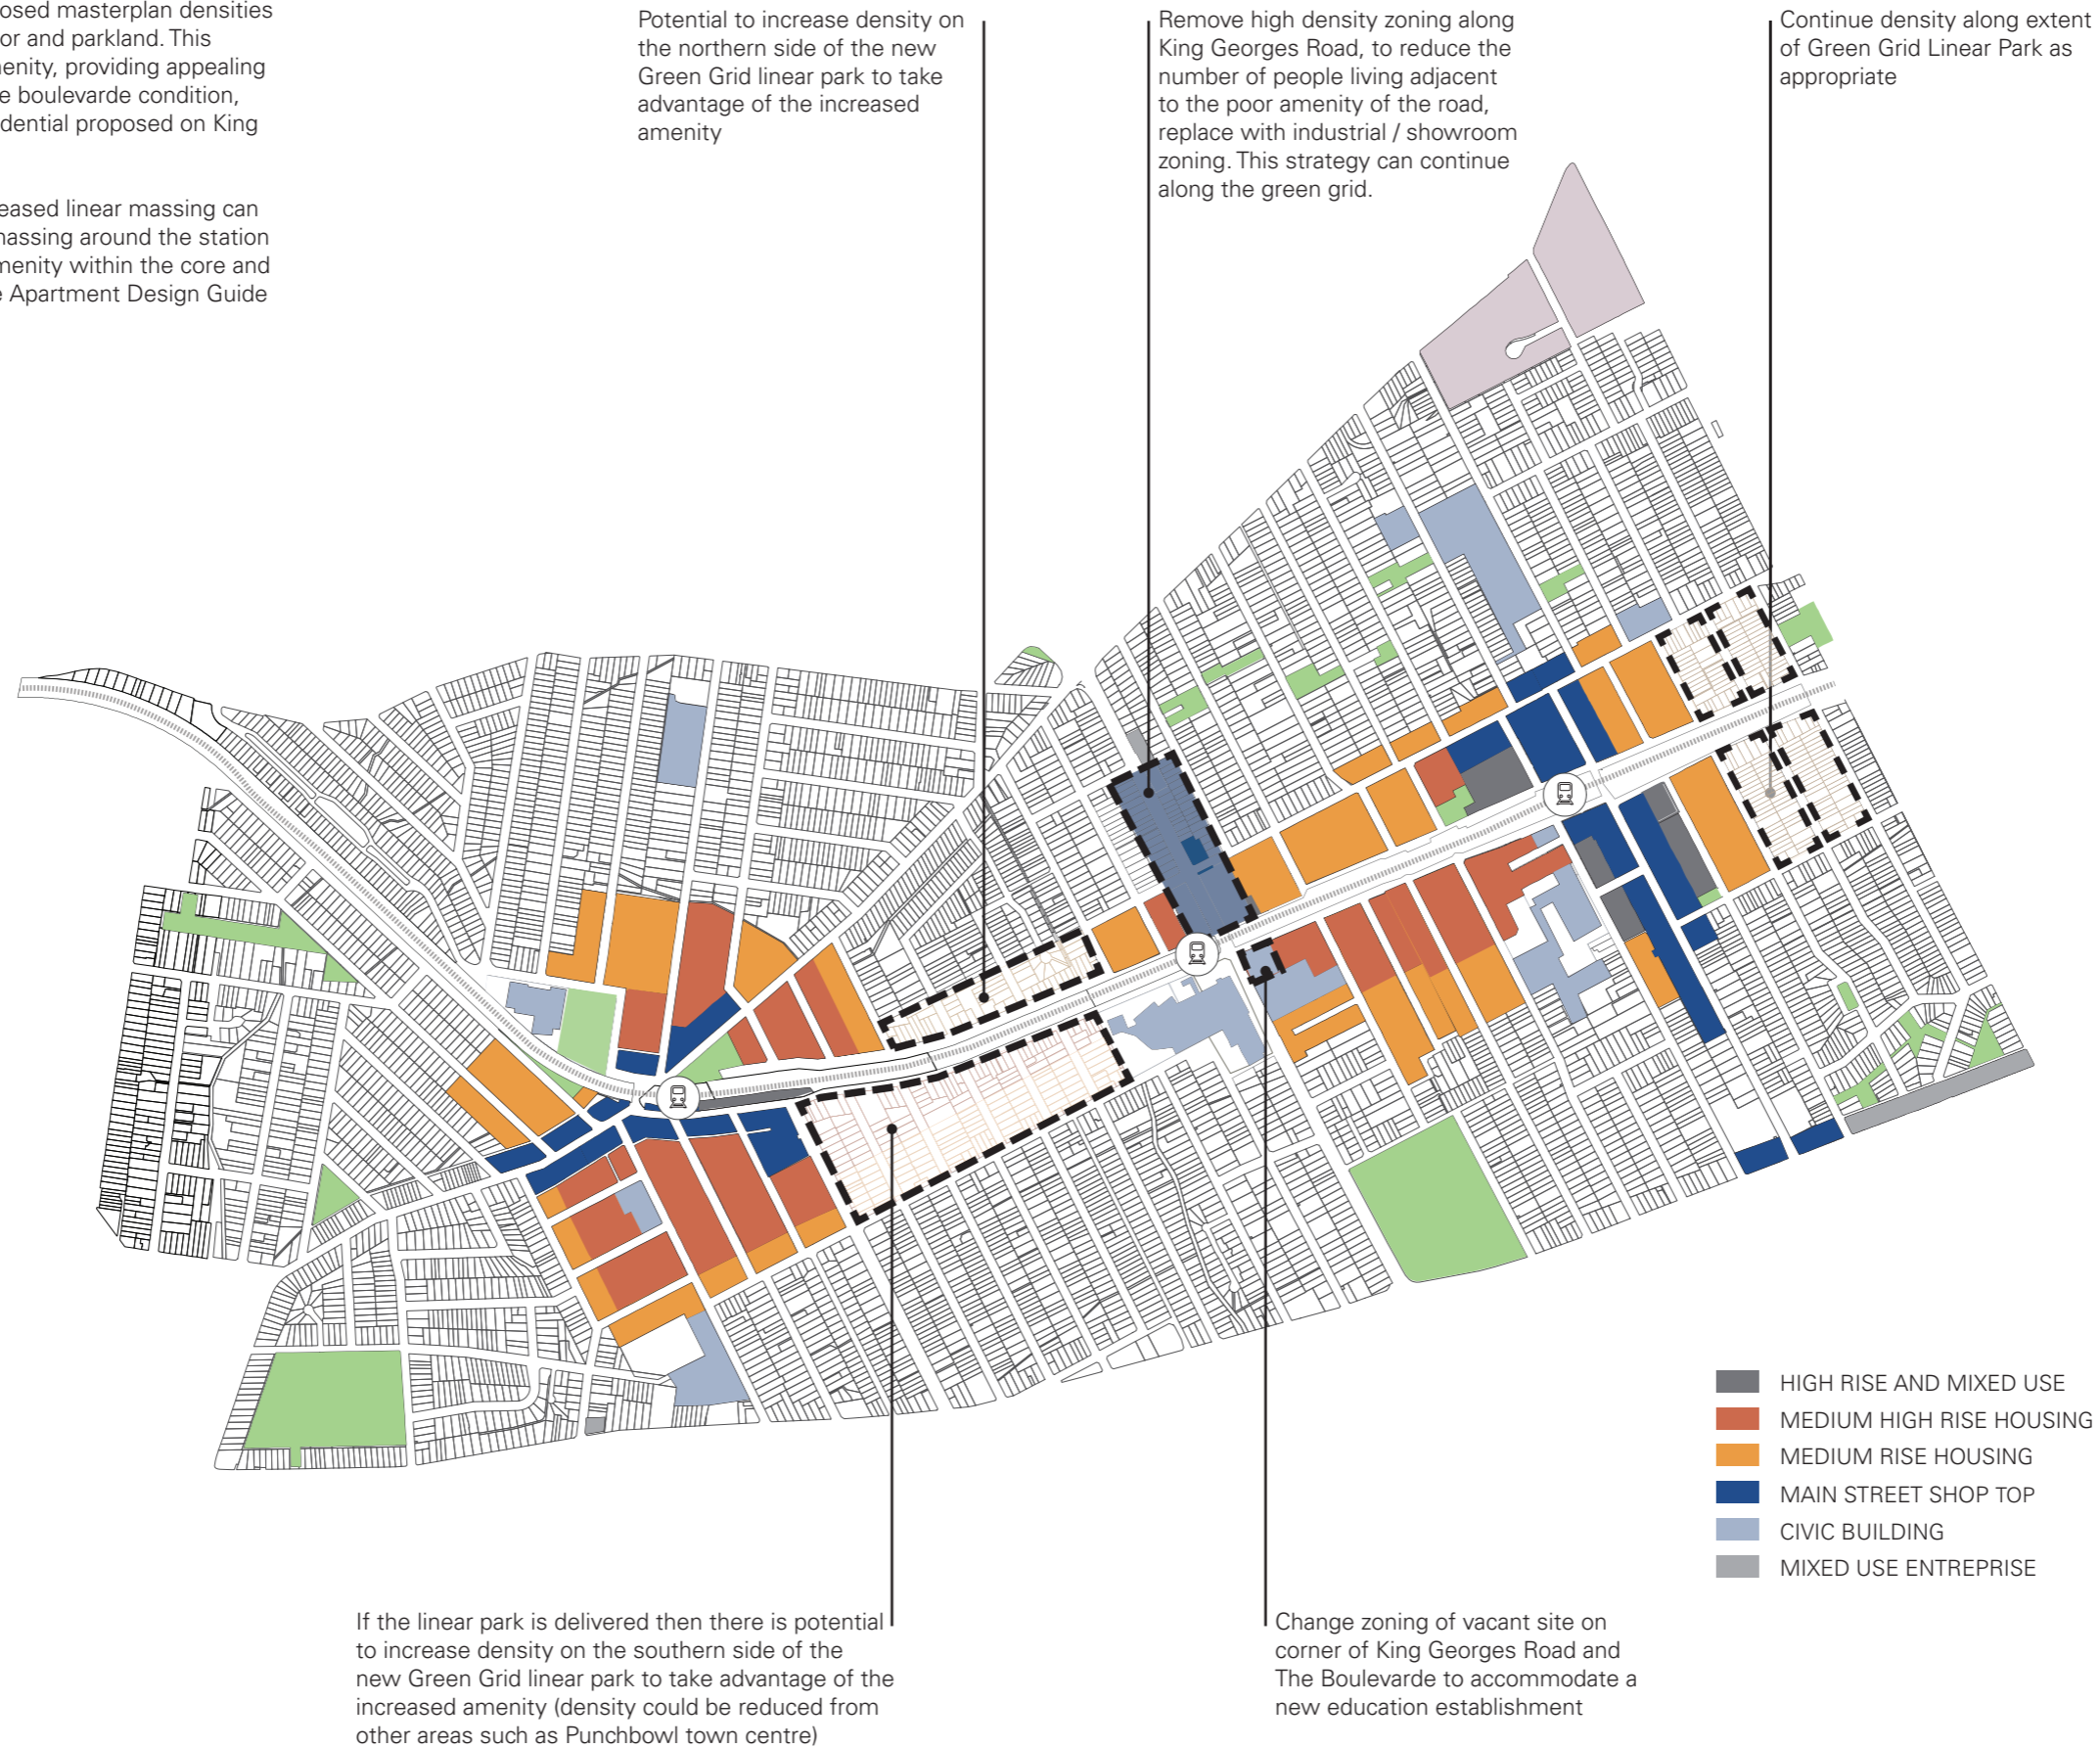 osed masterplan densities
or and parkland. This
enity, providing appealing
e boulevarde condition,
dential proposed on King
eased linear massing can
massing around the station
menity within the core and
e Apartment Design Guide
Potential to increase density on
the northern side of the new
Green Grid linear park to take
advantage of the increased
amenity
Remove high density zoning along
King Georges Road, to reduce the
number of people living adjacent
to the poor amenity of the road,
replace with industrial / showroom
zoning. This strategy can continue
along the green grid.
Continue density along extent
of Green Grid Linear Park as
appropriate
HIGH RISE AND MIXED USE
MEDIUM HIGH RISE HOUSING
MEDIUM RISE HOUSING
MAIN STREET SHOP TOP
CIVIC BUILDING
MIXED USE ENTREPRISE
If the linear park is delivered then there is potential
to increase density on the southern side of the
new Green Grid linear park to take advantage of the
increased amenity (density could be reduced from
other areas such as Punchbowl town centre)
Change zoning of vacant site on
corner of King Georges Road and
The Boulevarde to accommodate a
new education establishment